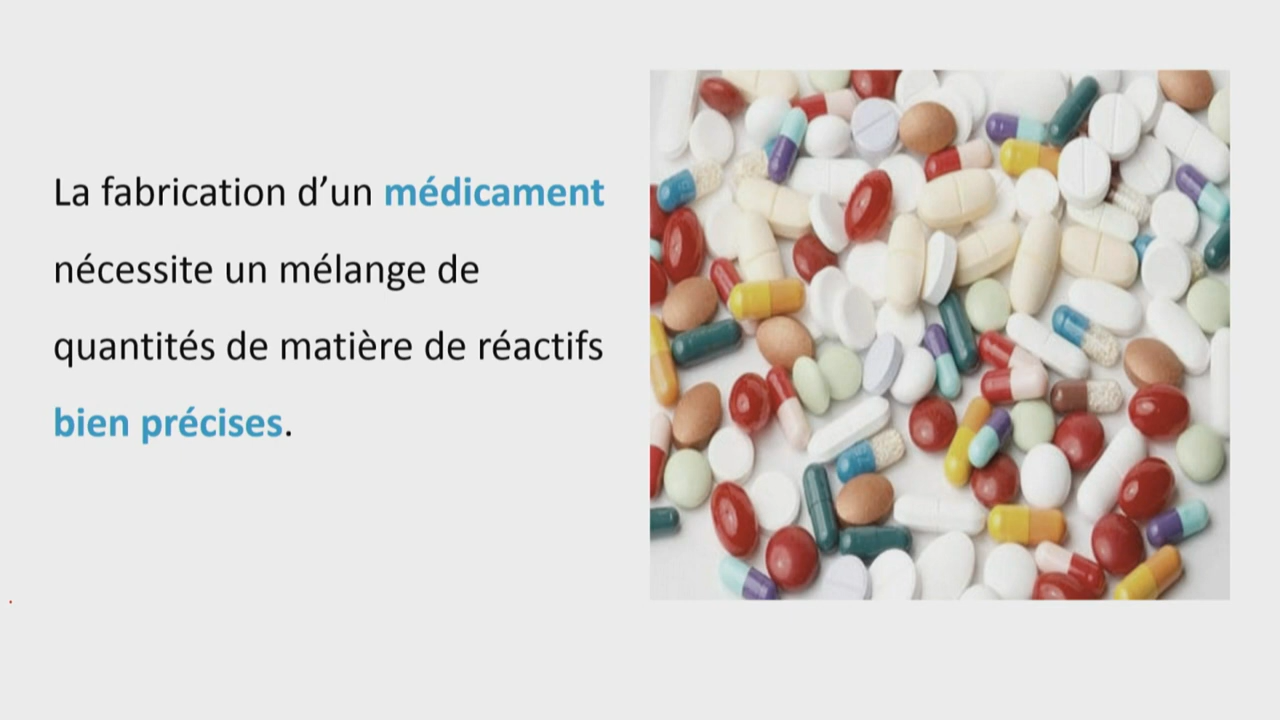 La fabrication d’un médicament
nécessite un mélange de
quantités de matière de réactifs
bien précises.